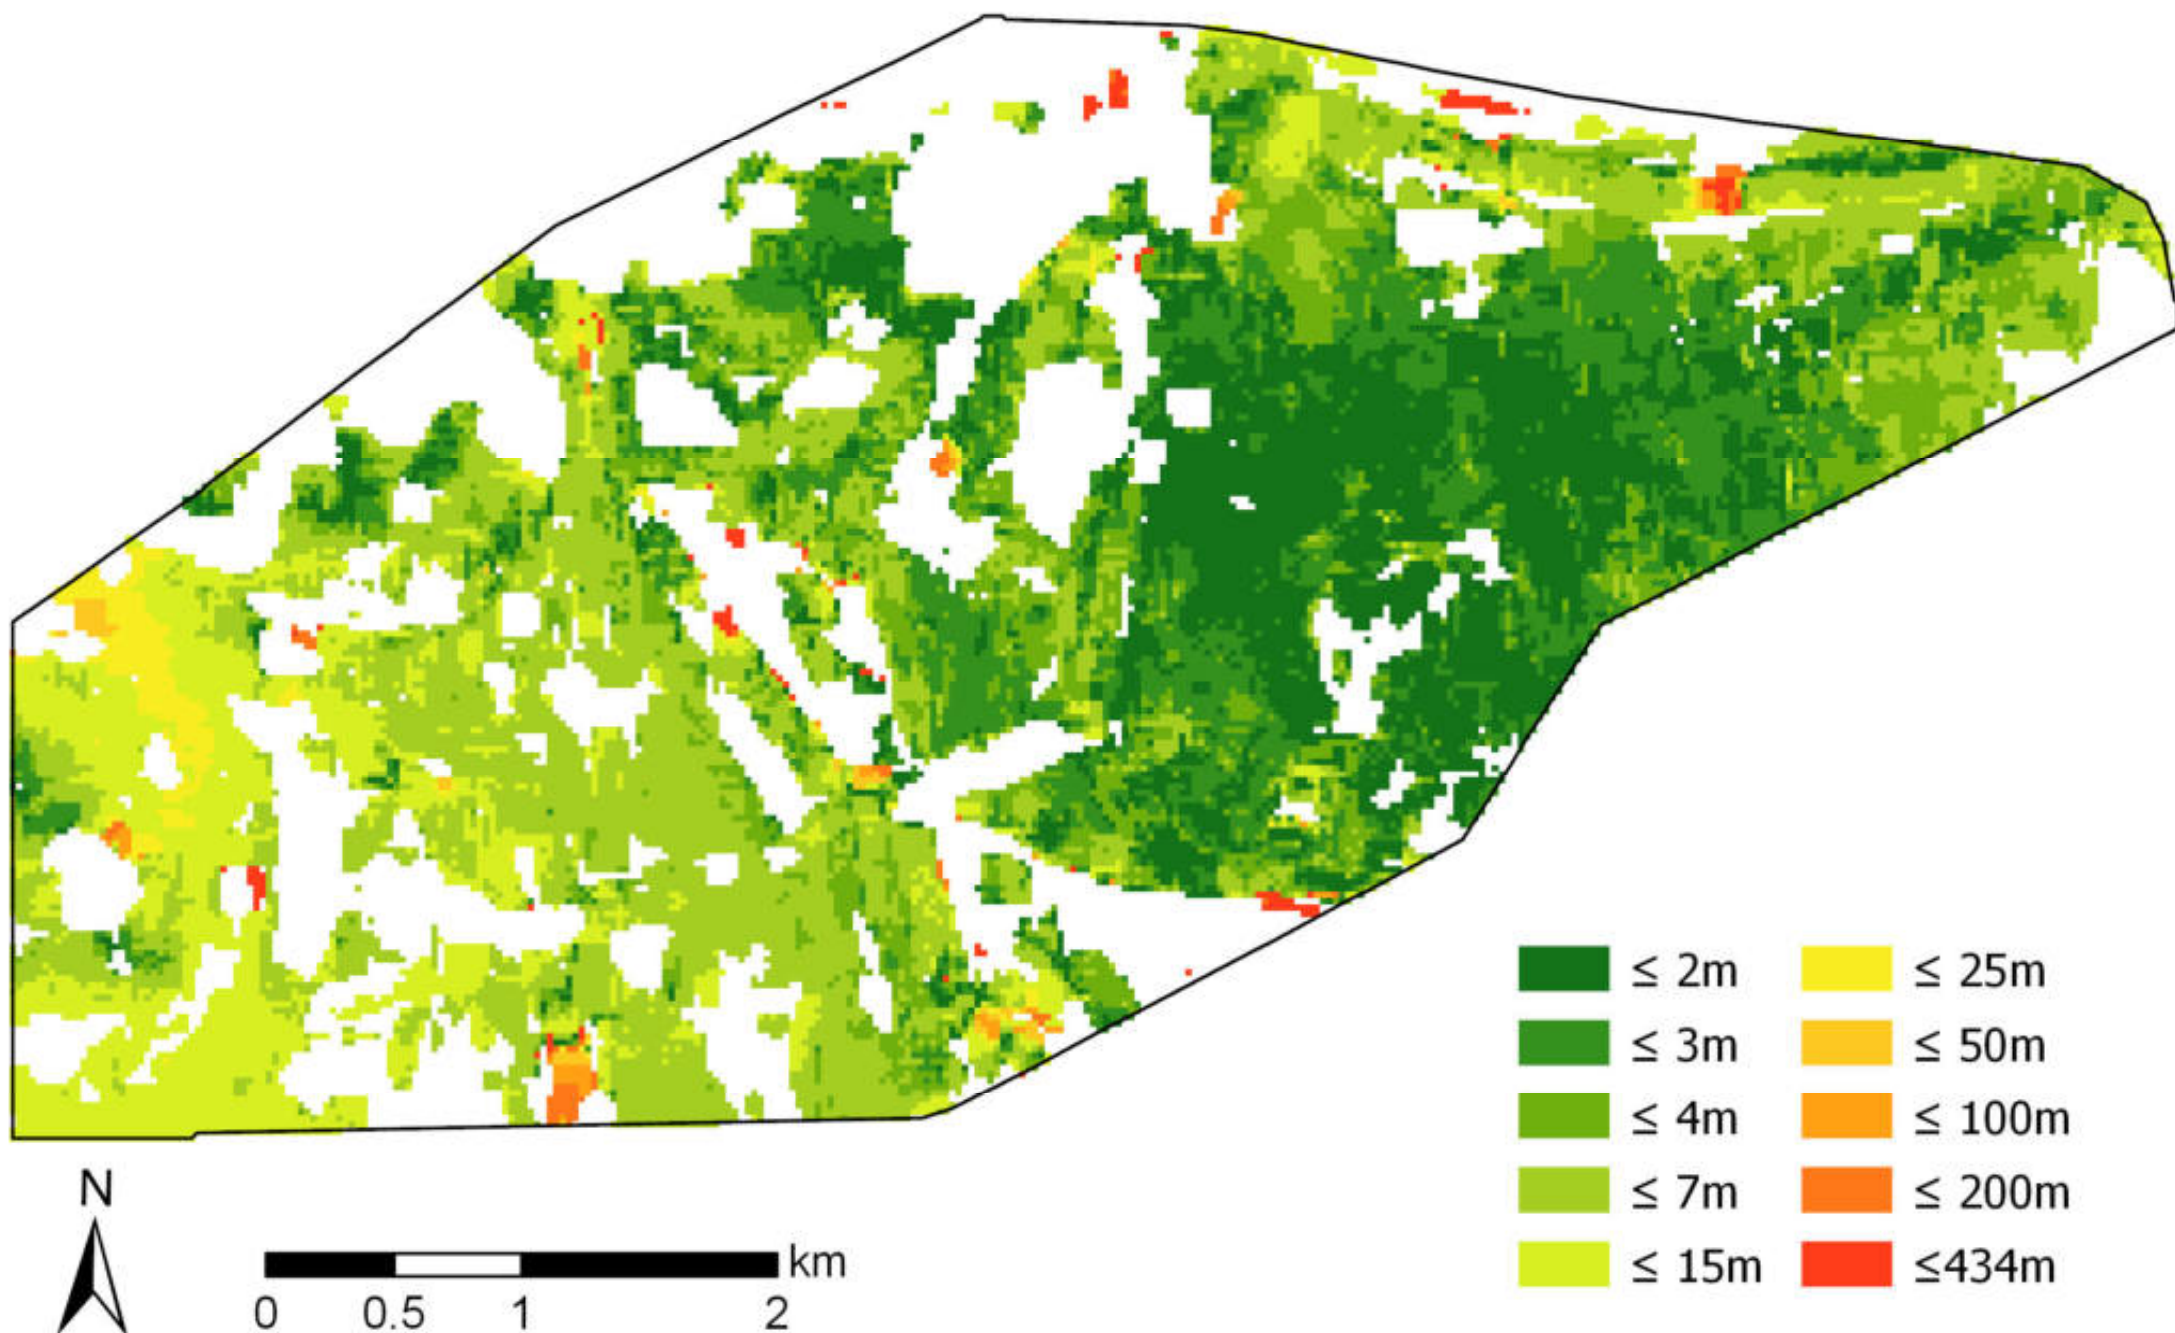 ≤ 2m
≤ 3m
≤ 4m
≤ 7m
≤ 15m
≤ 25m
≤ 50m
≤ 100m
≤ 200m
≤434m
N
km
0 0.5 1 2